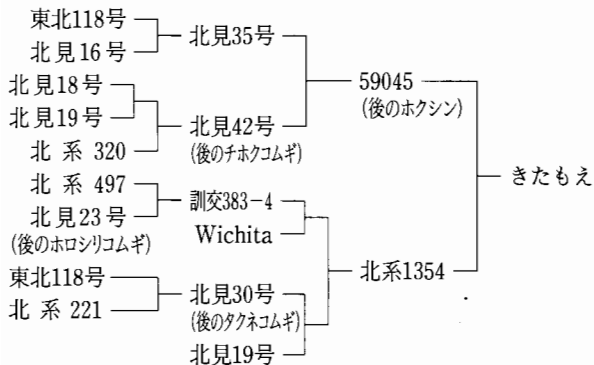 東北118号
北見16号
北見35号
北見18号
北見19号
北系 320
北見42号
(後のチホクコムギ)
59045
(後のホクシン)
北系 497
北見23号
(後のホロシリコムギ)
訓交383-4
Wichita
東北118号
北系 221
北見30号
(後のタクネコムギ)
北見19号
北系1354
きたもえ